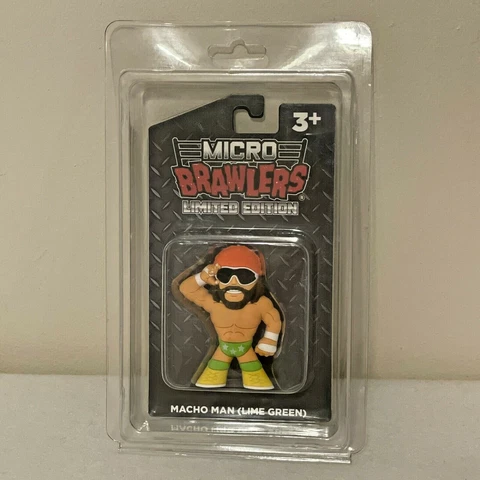 3+
MICRO
BRAWLERS®
LIMITED EDITION
MACHO MAN (LIME GREEN)